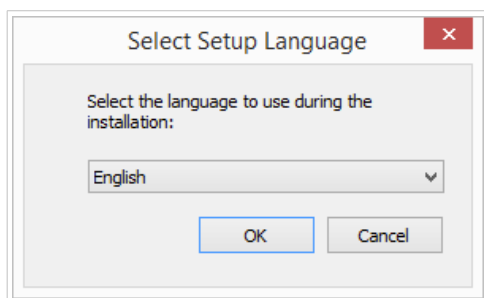 Select Setup Language
Select the language to use during the
installation:
English
OK
Cancel